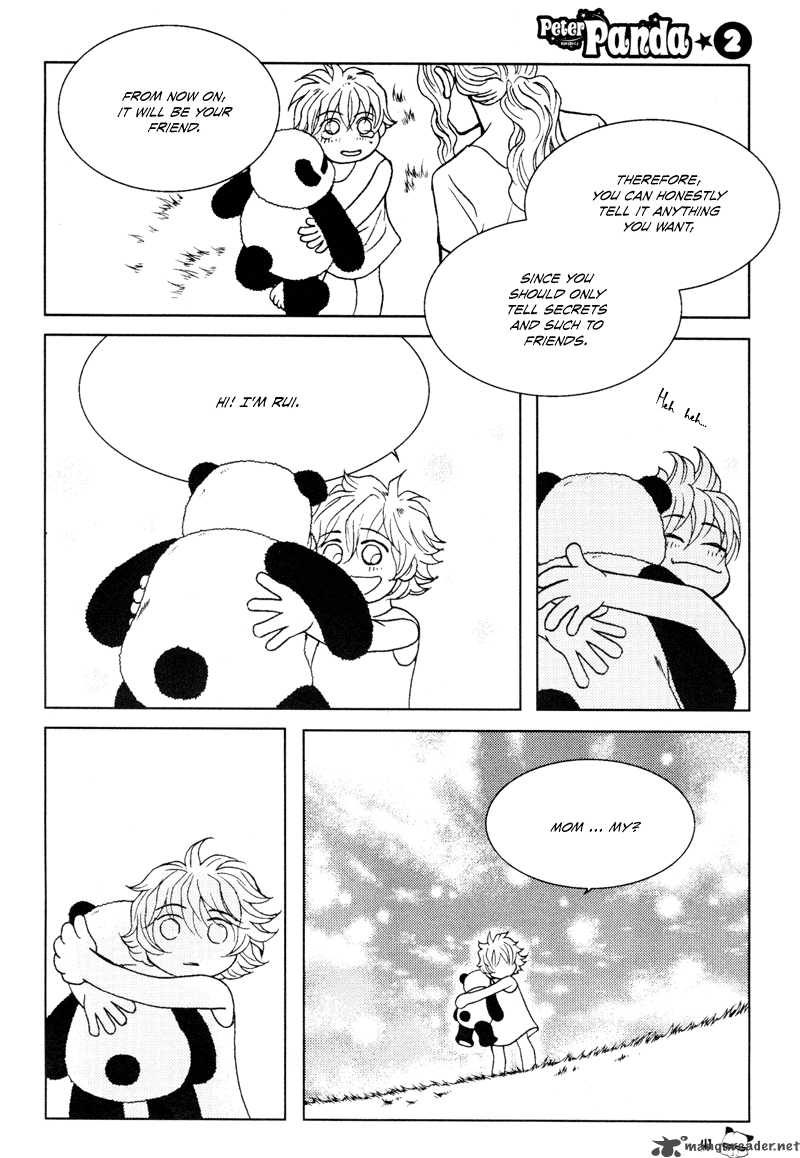 Peter
Panda ★ 2
FROM NOW ON,
IT WILL BE YOUR
FRIEND.
THEREFORE,
YOU CAN HONESTLY
TELL IT ANYTHING
YOU WANT,
SINCE YOU
SHOULD ONLY
TELL SECRETS
AND SUCH TO
FRIENDS.
HI! I'M RUI.
Heh heh...
MOM ... MY?
mangareader.net